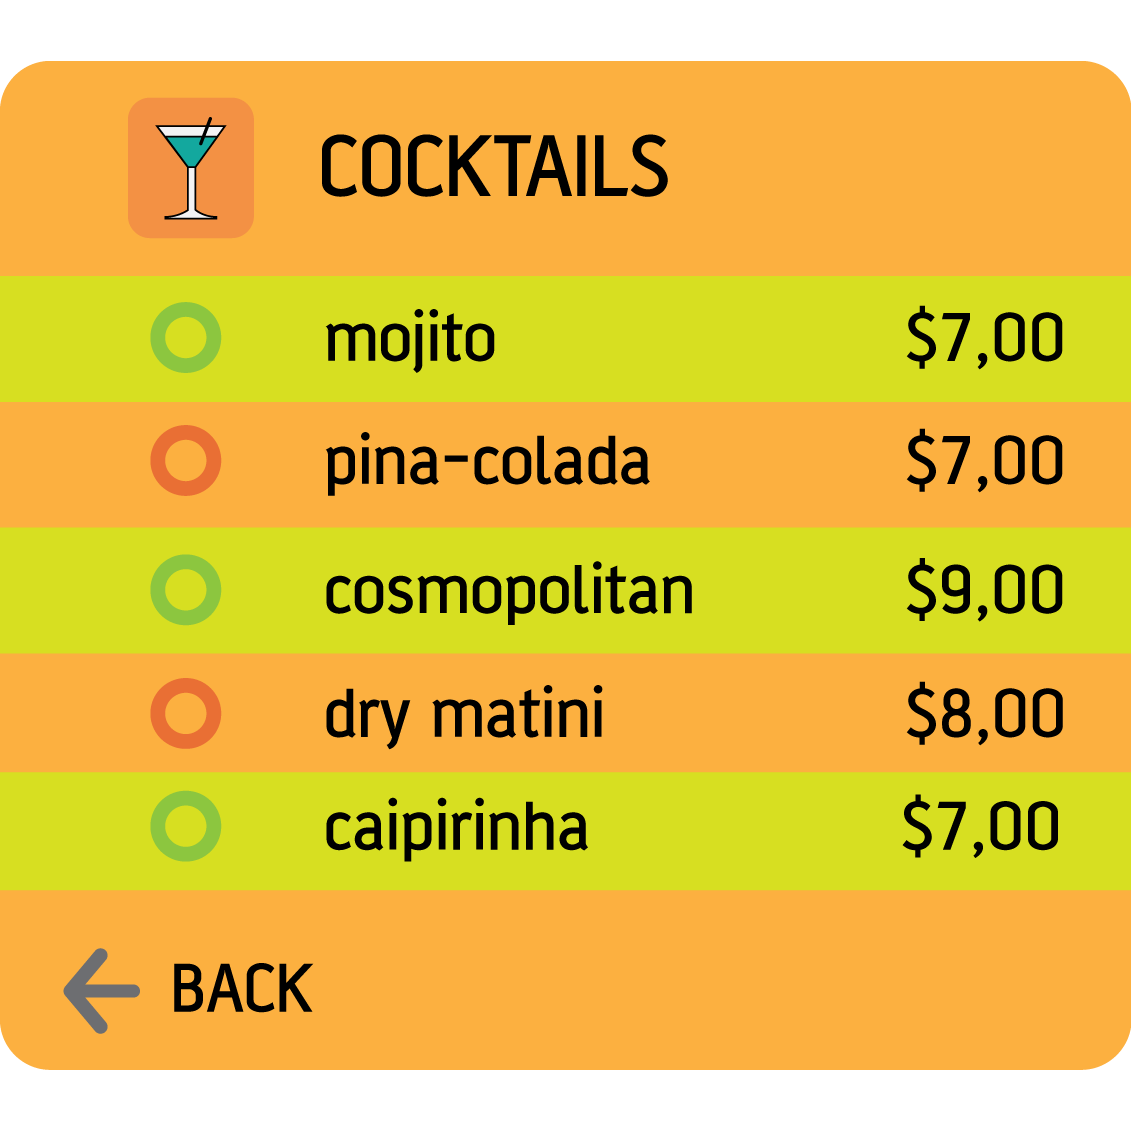 COCKTAILS
mojito $7,00
pina-colada $7,00
cosmopolitan $9,00
dry matini $8,00
caipirinha $7,00
BACK